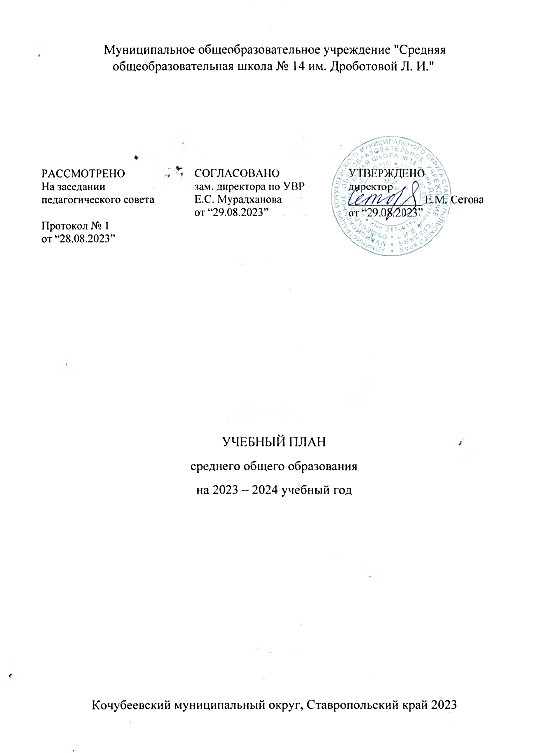 Муниципальное общеобразовательное учреждение "Средняя
общеобразовательная школа № 14 им. Дроботовой Л. И."
РАССМОТРЕНО
На заседании
педагогического совета
Протокол № 1
от “28.08.2023”
СОГЛАСОВАНО
зам. директора по УВР
Е.С. Мурадханова
от “29.08.2023”
УТВЕРЖДЕНО
директор
Е.М. Сетова
от “29.08.2023”
УЧЕБНЫЙ ПЛАН
среднего общего образования
на 2023 – 2024 учебный год
Кочубеевский муниципальный округ, Ставропольский край 2023